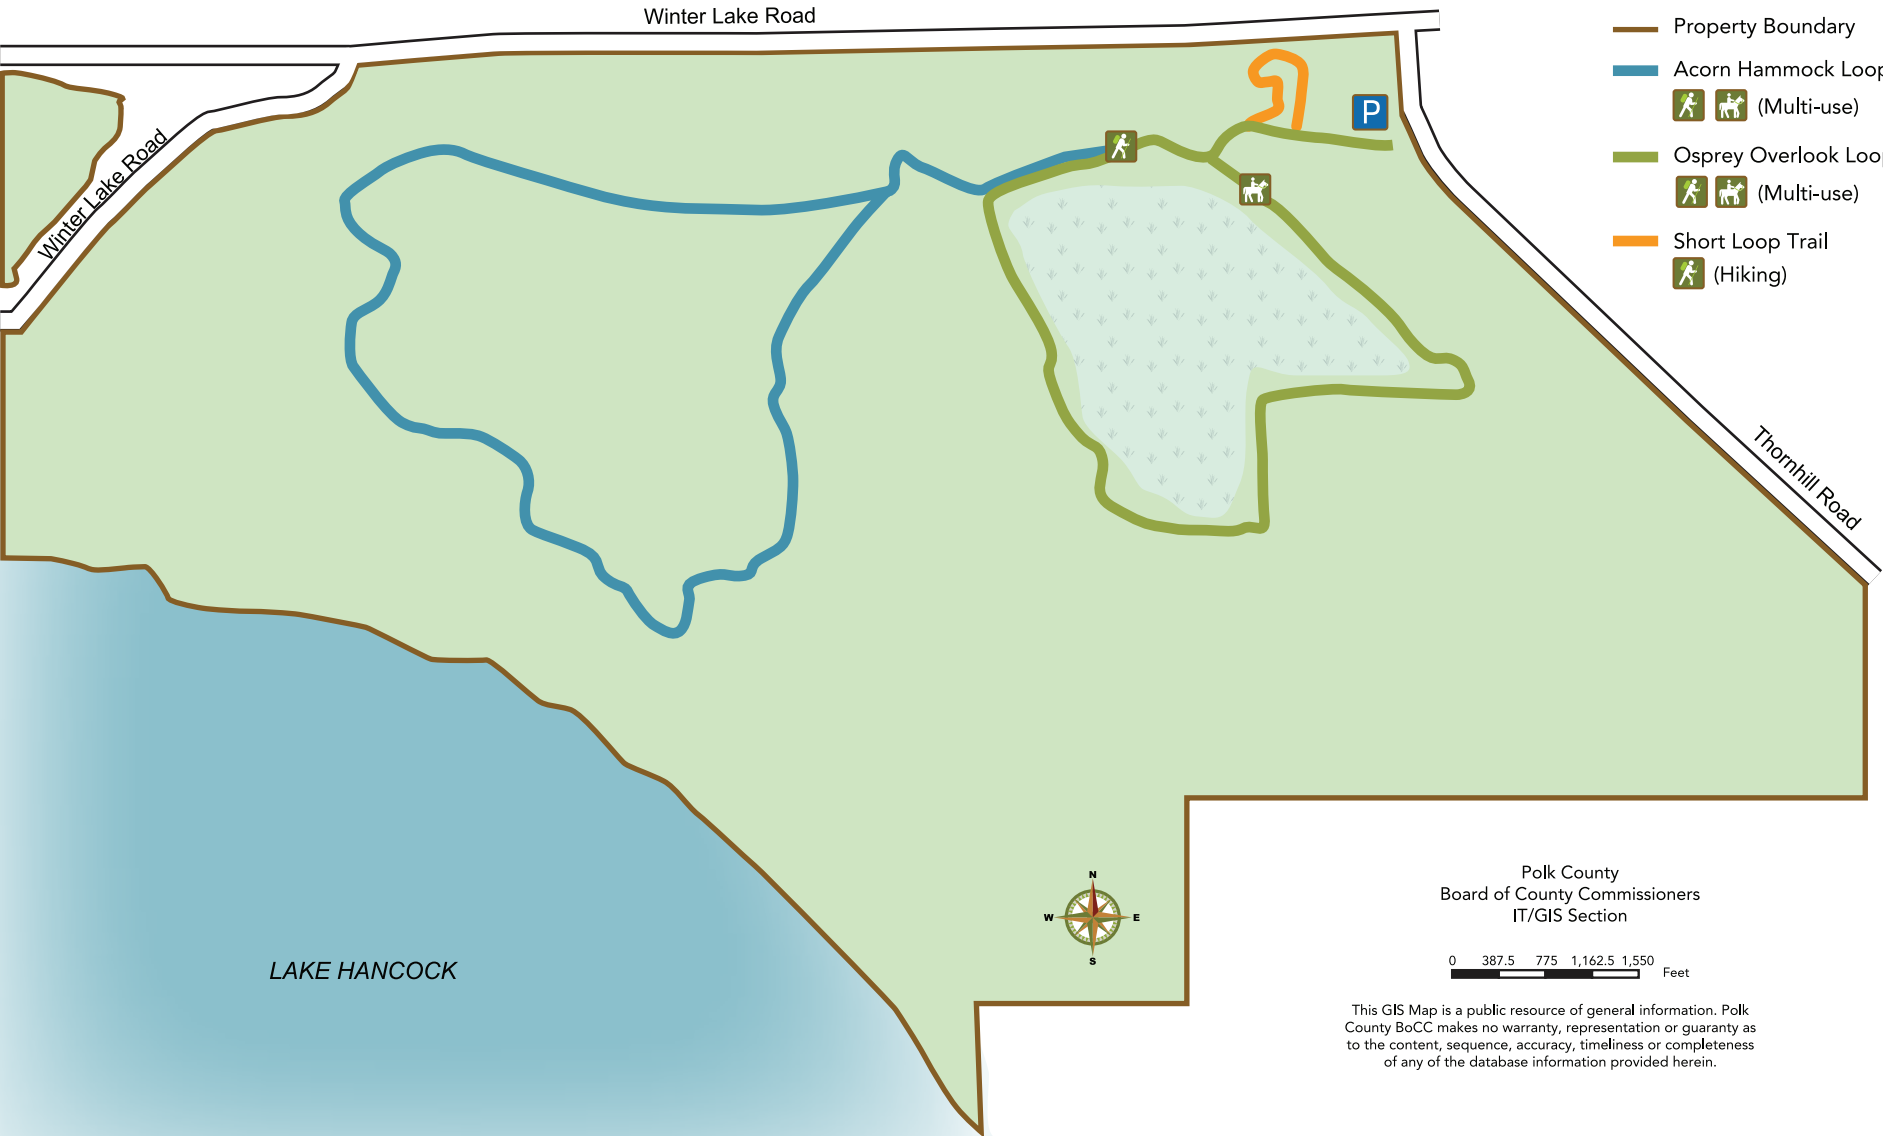 Winter Lake Road
Property Boundary
Acorn Hammock Loop
(Multi-use)
Osprey Overlook Loop
(Multi-use)
Short Loop Trail
(Hiking)
P
Winter Lake Road
Thornhill Road
LAKE HANCOCK
N
W E
S
Polk County
Board of County Commissioners
IT/GIS Section
0 387.5 775 1,162.5 1,550
Feet
This GIS Map is a public resource of general information. Polk
County BoCC makes no warranty, representation or guaranty as
to the content, sequence, accuracy, timeliness or completeness
of any of the database information provided herein.